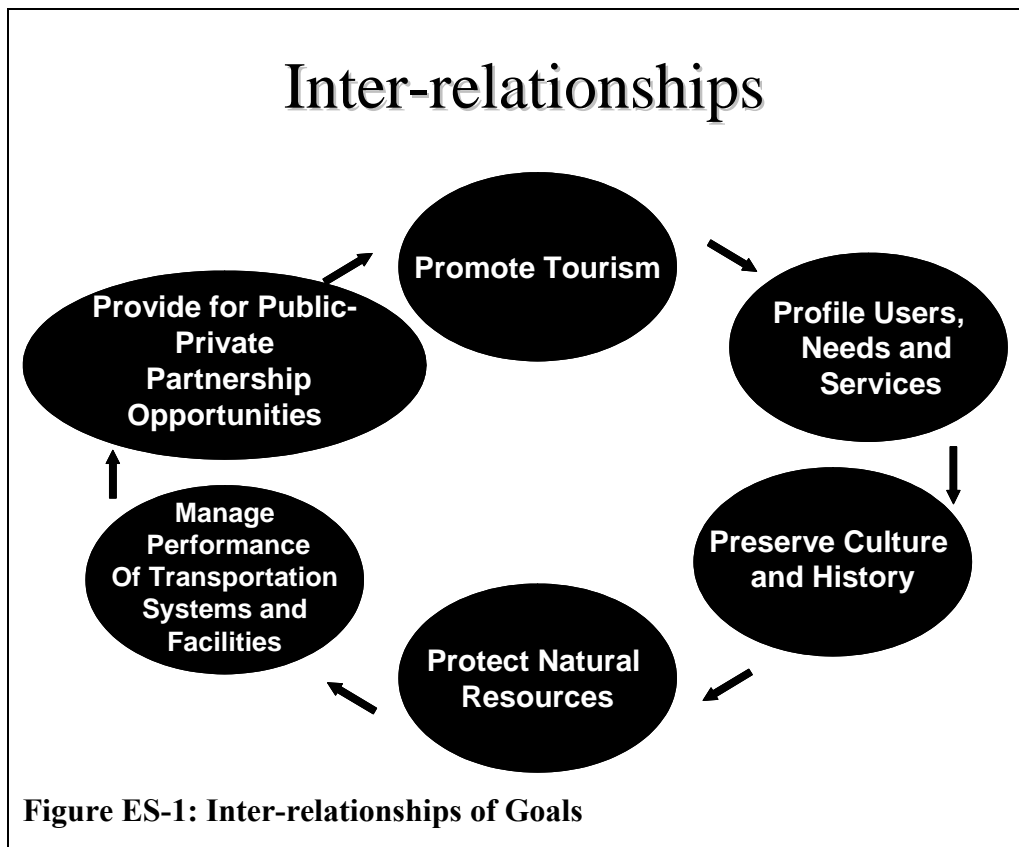 Inter-relationships
Promote Tourism
Profile Users,
Needs and
Services
Preserve Culture
and History
Protect Natural
Resources
Manage
Performance
Of Transportation
Systems and
Facilities
Provide for Public-
Private
Partnership
Opportunities
Figure ES-1: Inter-relationships of Goals